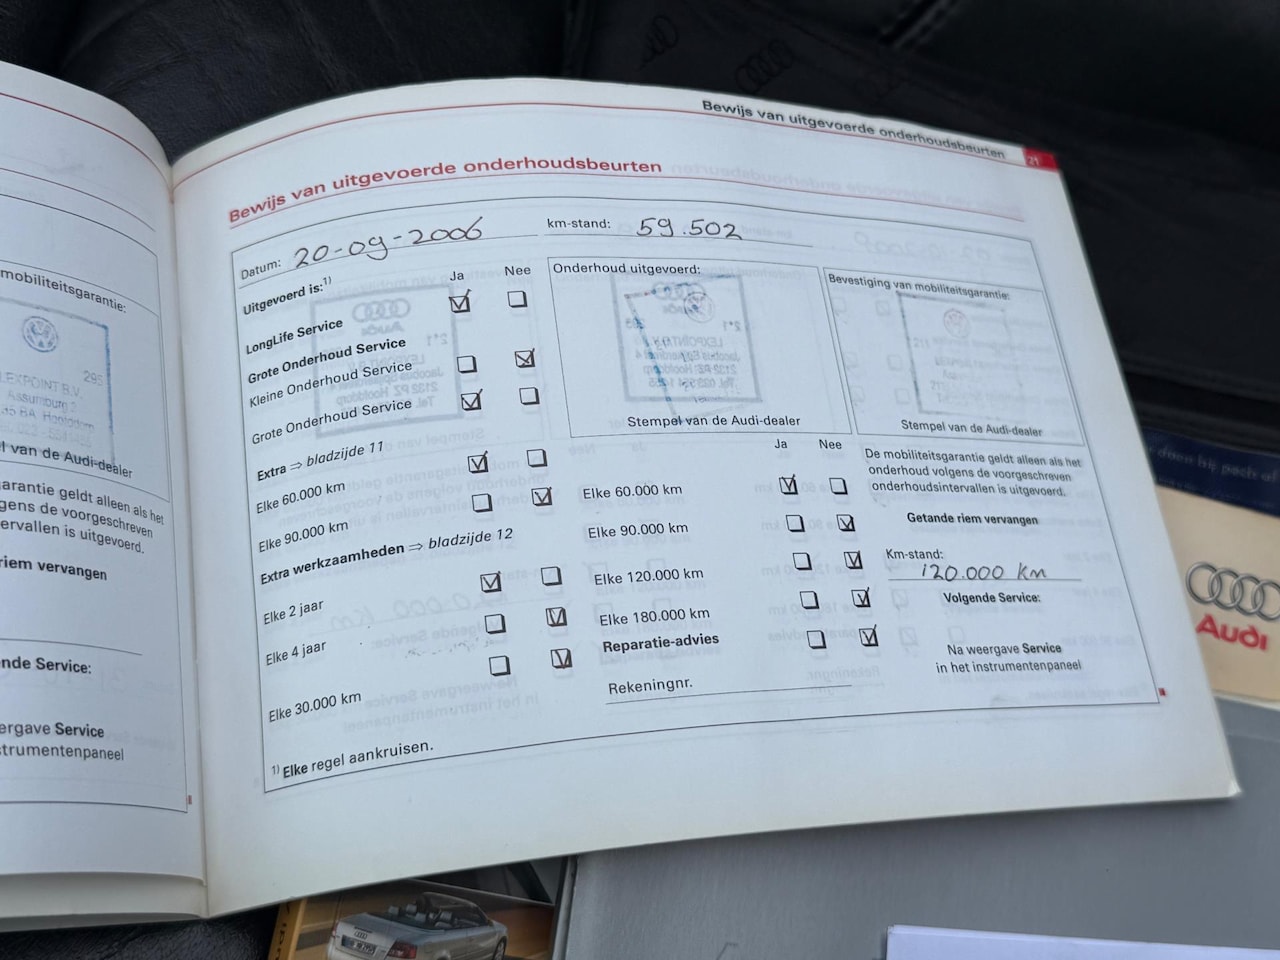 Bewijs van uitgevoerde onderhoudsbeurten
21
Bewijs van uitgevoerde onderhoudsbeurten
Datum: 20-09-2006
km-stand: 59.502
Uitgevoerd is:¹⁾
Ja Nee
LongLife Service
Grote Onderhoud Service
Kleine Onderhoud Service
Grote Onderhoud Service
Extra ⇒ bladzijde 11
Elke 60.000 km
Elke 90.000 km
Extra werkzaamheden ⇒ bladzijde 12
Elke 2 jaar
Elke 4 jaar
Elke 30.000 km
¹⁾ Elke regel aankruisen.
Onderhoud uitgevoerd:
Stempel van de Audi-dealer
Ja Nee
Elke 60.000 km
Elke 90.000 km
Elke 120.000 km
Elke 180.000 km
Reparatie-advies
Rekeningnr.
Bevestiging van mobiliteitsgarantie:
Stempel van de Audi-dealer
De mobiliteitsgarantie geldt alleen als het
onderhoud volgens de voorgeschreven
onderhoudsintervallen is uitgevoerd.
Getande riem vervangen
Km-stand:
120.000 km
Volgende Service:
Na weergave Service
in het instrumentenpaneel
mobiliteitsgarantie:
295
EXPOINT B.V.
Assumburg 2
van de Audi-dealer
arantie geldt alleen als het
gens de voorgeschreven
ervallen is uitgevoerd.
riem vervangen
nde Service:
ergave Service
strumentenpaneel
Audi